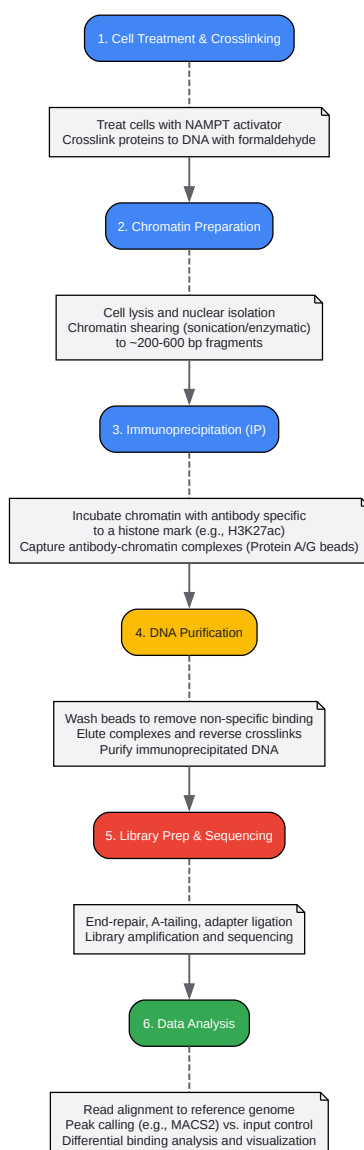 1. Cell Treatment & Crosslinking
Treat cells with NAMPT activator
Crosslink proteins to DNA with formaldehyde
2. Chromatin Preparation
Cell lysis and nuclear isolation
Chromatin shearing (sonication/enzymatic)
to ~200-600 bp fragments
3. Immunoprecipitation (IP)
Incubate chromatin with antibody specific
to a histone mark (e.g., H3K27ac)
Capture antibody-chromatin complexes (Protein A/G beads)
4. DNA Purification
Wash beads to remove non-specific binding
Elute complexes and reverse crosslinks
Purify immunoprecipitated DNA
5. Library Prep & Sequencing
End-repair, A-tailing, adapter ligation
Library amplification and sequencing
6. Data Analysis
Read alignment to reference genome
Peak calling (e.g., MACS2) vs. input control
Differential binding analysis and visualization